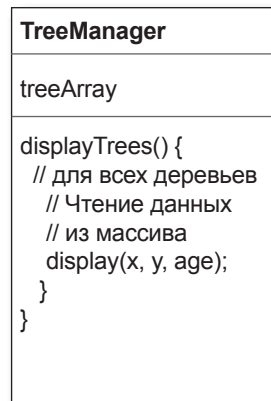 TreeManager
treeArray
displayTrees() {
// для всех деревьев
// Чтение данных
// из массива
display(x, y, age);
}
}